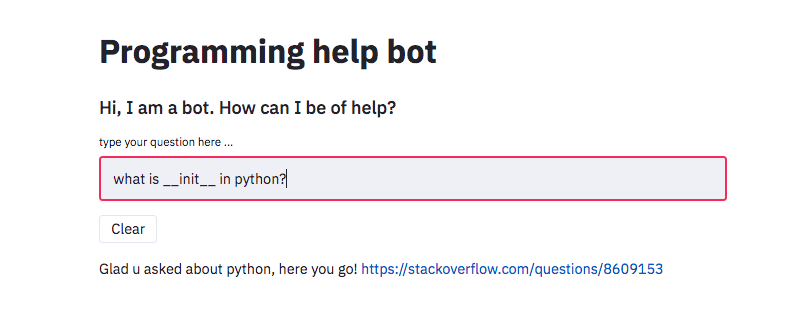 Programming help bot
Hi, I am a bot. How can I be of help?
type your question here ...
what is __init__ in python?
Clear
Glad u asked about python, here you go! https://stackoverflow.com/questions/8609153